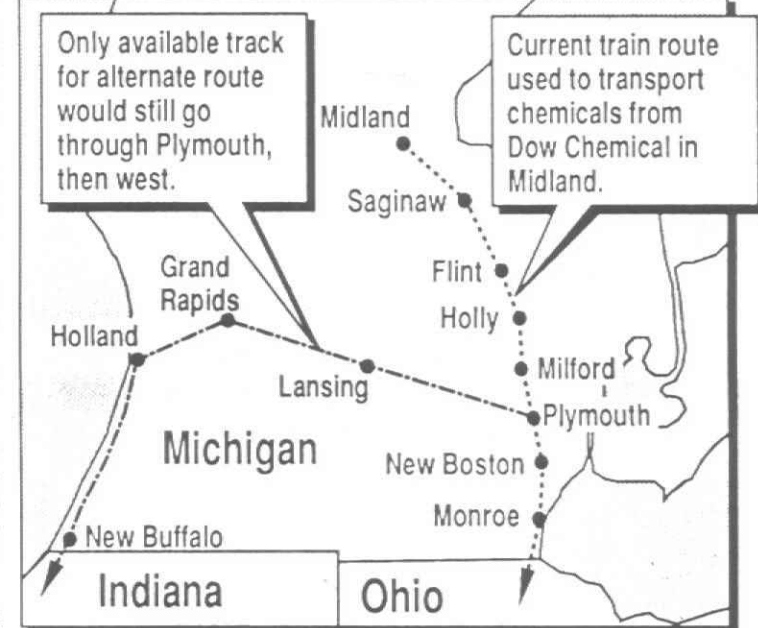 Only available track
for alternate route
would still go
through Plymouth,
then west.
Current train route
used to transport
chemicals from
Dow Chemical in
Midland.
Midland
Saginaw
Flint
Grand
Rapids
Holly
Holland
Milford
Lansing
Plymouth
Michigan
New Boston
Monroe
New Buffalo
Indiana
Ohio